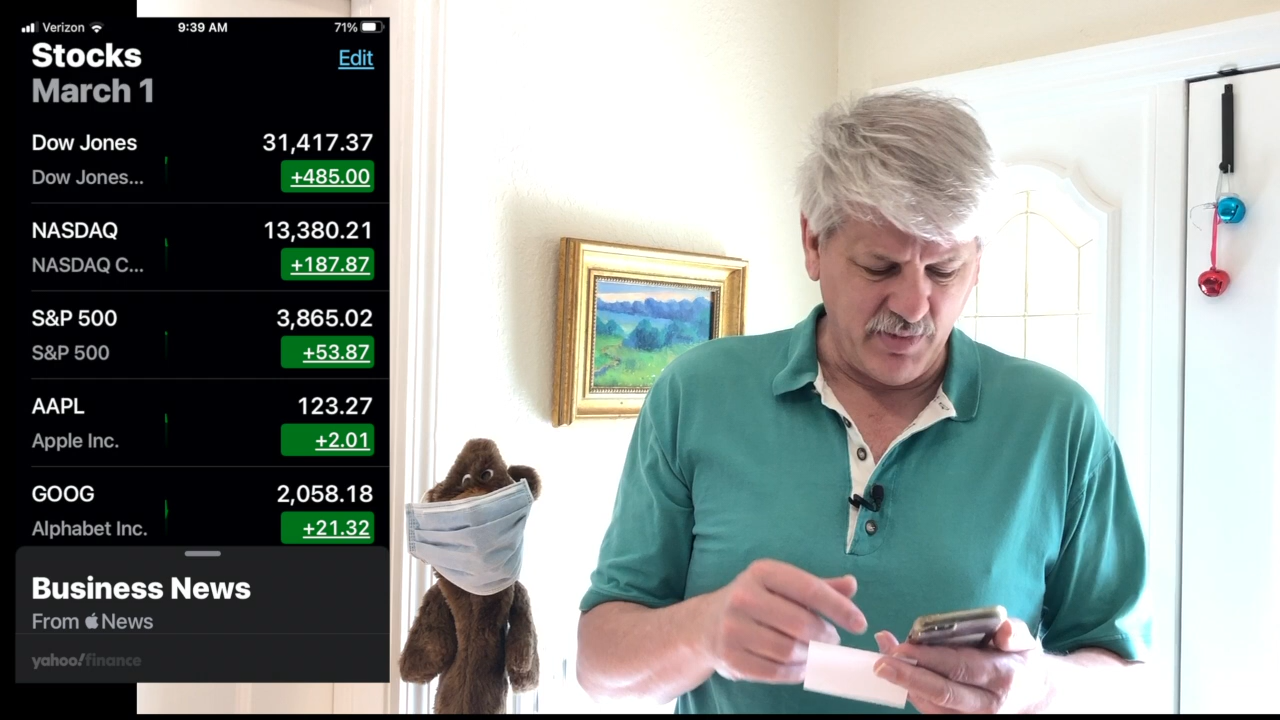 Verizon 9:39 AM 71%
Stocks Edit
March 1
Dow Jones 31,417.37
Dow Jones... +485.00
NASDAQ 13,380.21
NASDAQ C... +187.87
S&P 500 3,865.02
S&P 500 +53.87
AAPL 123.27
Apple Inc. +2.01
GOOG 2,058.18
Alphabet Inc. +21.32
Business News
From News
yahoo!finance